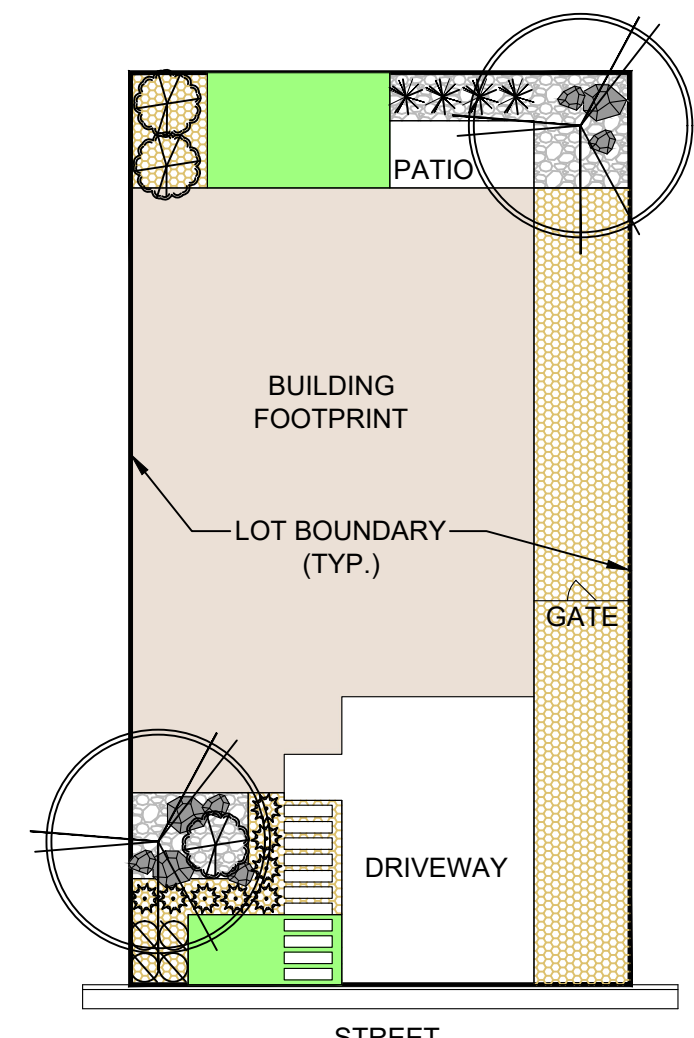 PATIO
BUILDING
FOOTPRINT
LOT BOUNDARY
(TYP.)
GATE
DRIVEWAY
STREET